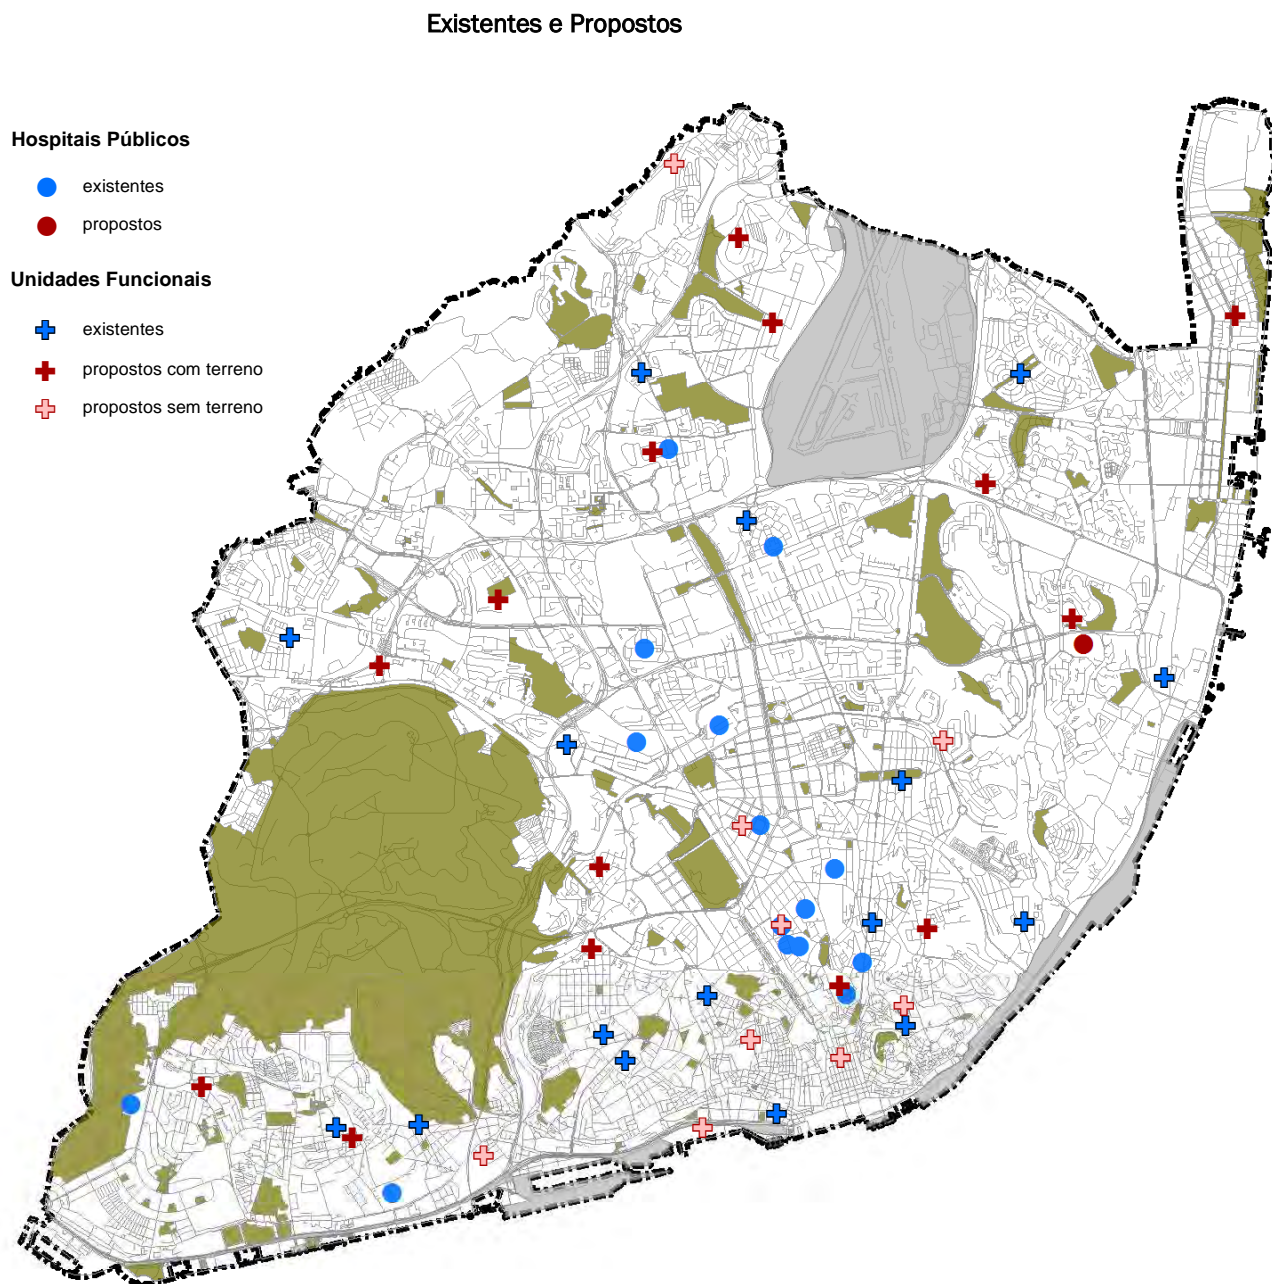 Existentes e Propostos
Hospitais Públicos
existentes
propostos
Unidades Funcionais
existentes
propostos com terreno
propostos sem terreno